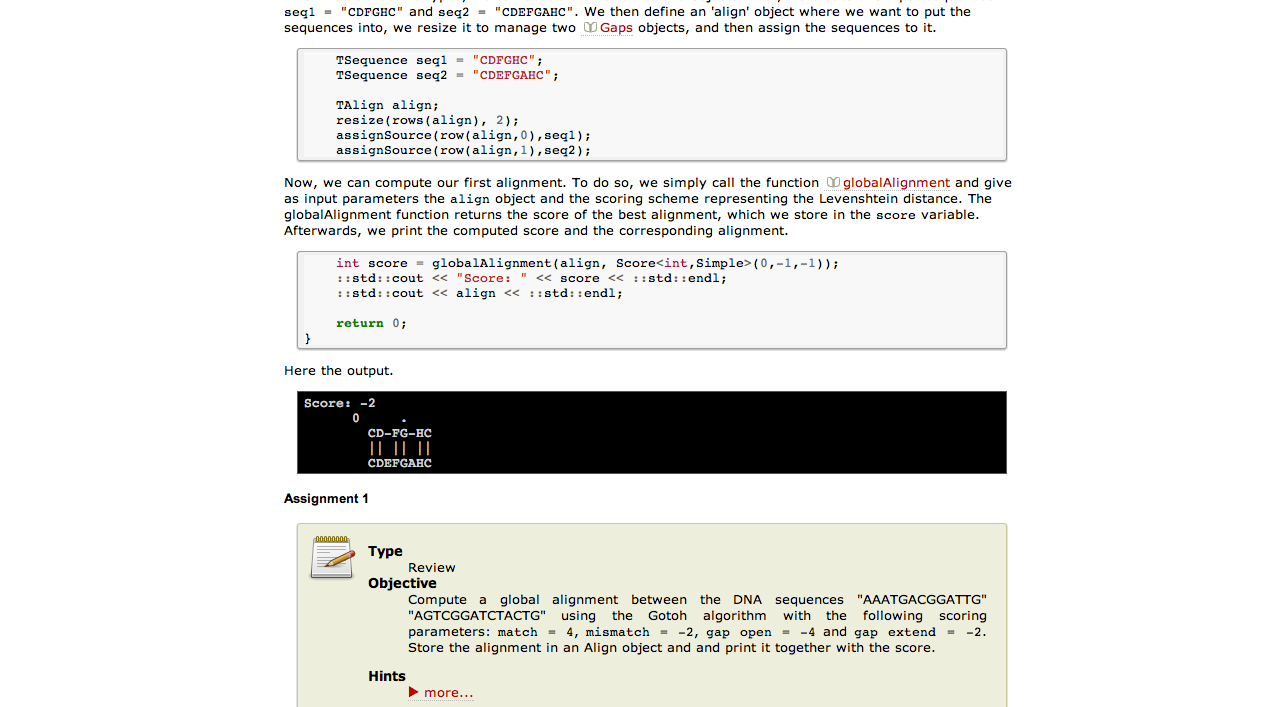 seq1 = "CDFGHC" and seq2 = "CDEFGAHC". We then define an 'align' object where we want to put the
sequences into, we resize it to manage two Gaps objects, and then assign the sequences to it.
TSequence seq1 = "CDFGHC";
TSequence seq2 = "CDEFGAHC";
TAlign align;
resize(rows(align), 2);
assignSource(row(align,0),seq1);
assignSource(row(align,1),seq2);
Now, we can compute our first alignment. To do so, we simply call the function globalAlignment and give
as input parameters the align object and the scoring scheme representing the Levenshtein distance. The
globalAlignment function returns the score of the best alignment, which we store in the score variable.
Afterwards, we print the computed score and the corresponding alignment.
int score = globalAlignment(align, Score<int,Simple>(0,-1,-1));
::std::cout << "Score: " << score << ::std::endl;
::std::cout << align << ::std::endl;
return 0;
}
Here the output.
Score: -2
0 .
CD-FG-HC
|| || ||
CDEFGAHC
Assignment 1
Type
Review
Objective
Compute a global alignment between the DNA sequences "AAATGACGGATTG"
"AGTCGGATCTACTG" using the Gotoh algorithm with the following scoring
parameters: match = 4, mismatch = -2, gap open = -4 and gap extend = -2.
Store the alignment in an Align object and and print it together with the score.
Hints
more...